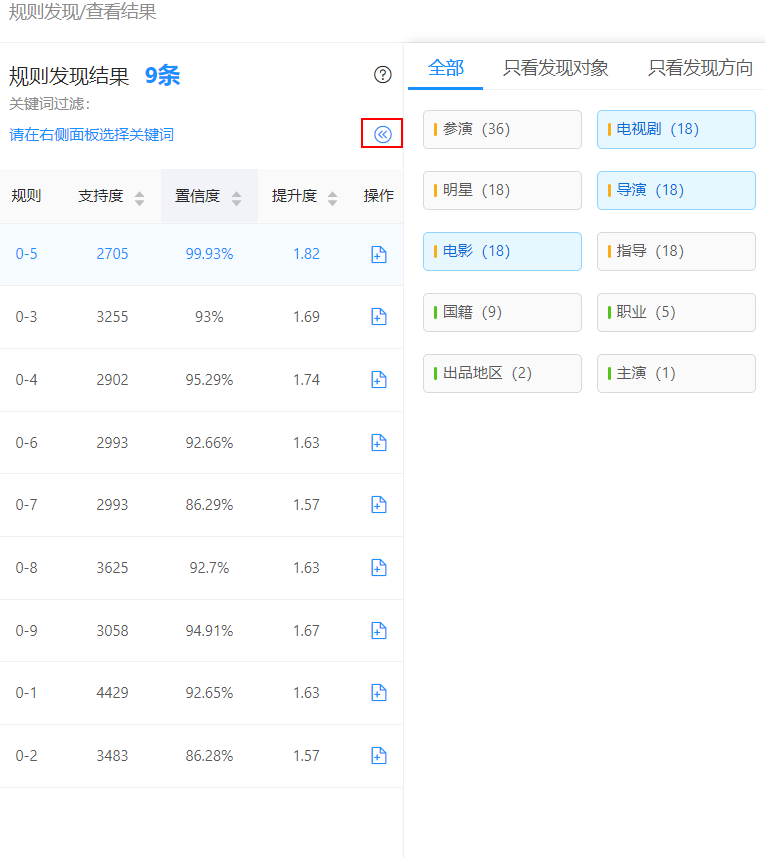 规则发现/查看结果
规则发现结果 9条
关键词过滤:
请在右侧面板选择关键词
规则 支持度 置信度 提升度 操作
0-5 2705 99.93% 1.82
0-3 3255 93% 1.69
0-4 2902 95.29% 1.74
0-6 2993 92.66% 1.63
0-7 2993 86.29% 1.57
0-8 3625 92.7% 1.63
0-9 3058 94.91% 1.67
0-1 4429 92.65% 1.63
0-2 3483 86.28% 1.57
全部 只看发现对象 只看发现方向
参演 (36) 电视剧 (18)
明星 (18) 导演 (18)
电影 (18) 指导 (18)
国籍 (9) 职业 (5)
出品地区 (2) 主演 (1)